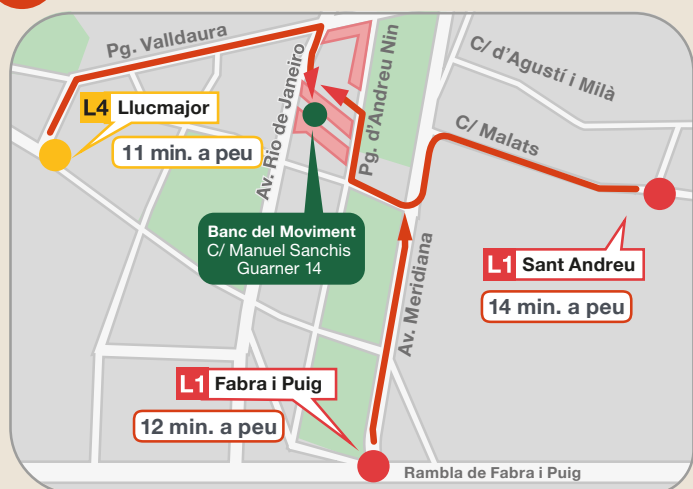 Pg. Valldaura
Av. Rio de Janeiro
Pg. d'Andreu Nin
C/ d'Agustí i Milà
C/ Malats
L4 Llucmajor
11 min. a peu
Banc del Moviment
C/ Manuel Sanchis
Guarner 14
L1 Sant Andreu
14 min. a peu
Av. Meridiana
L1 Fabra i Puig
12 min. a peu
Rambla de Fabra i Puig